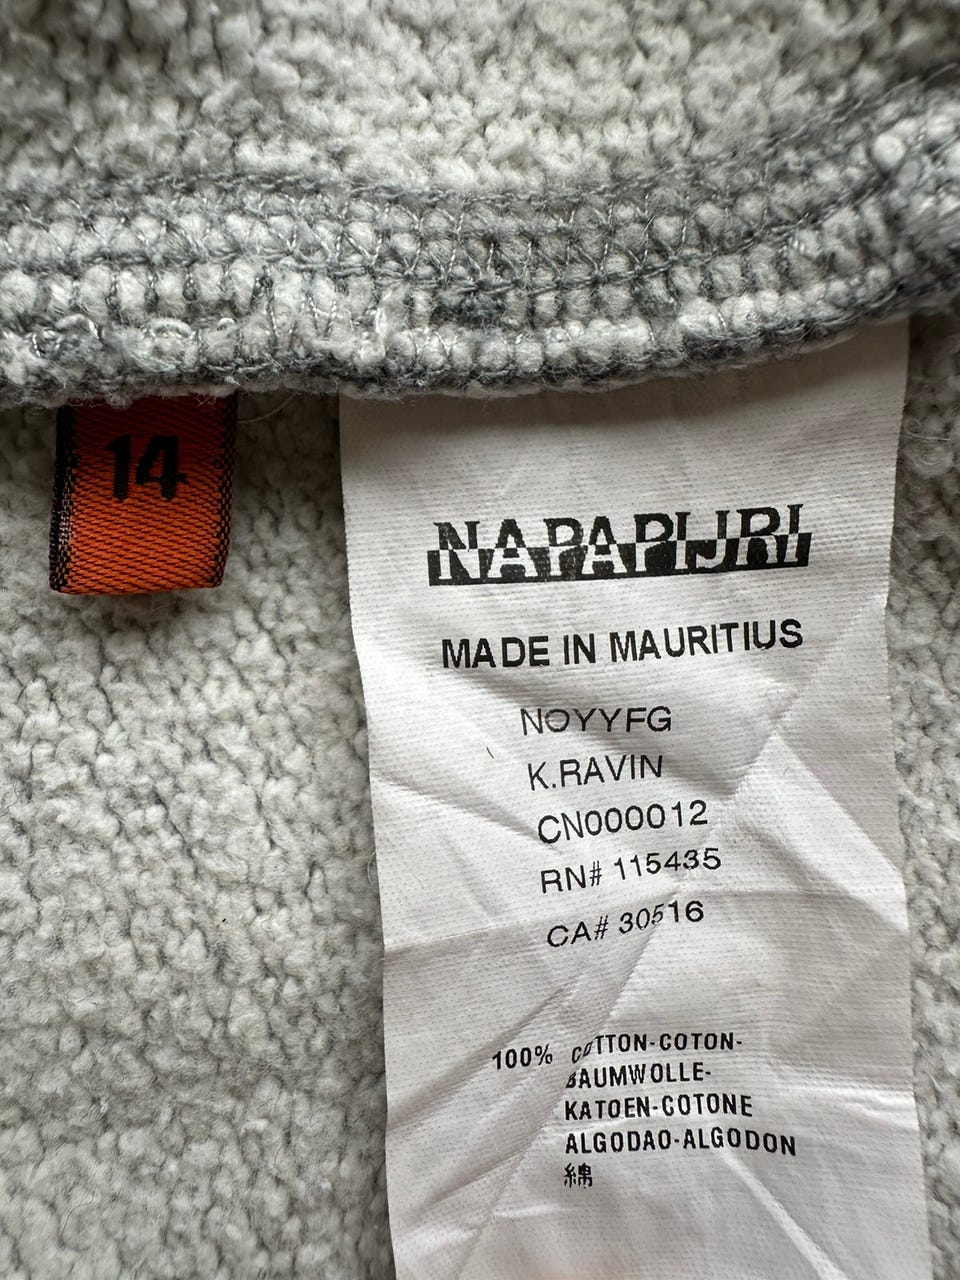 14
NAPAPIJRI
MADE IN MAURITIUS
NOYYFG
K.RAVIN
CN000012
RN# 115435
CA# 30516
100% COTTON-COTON-
BAUMWOLLE-
KATOEN-COTONE
ALGODAO-ALGODON
綿